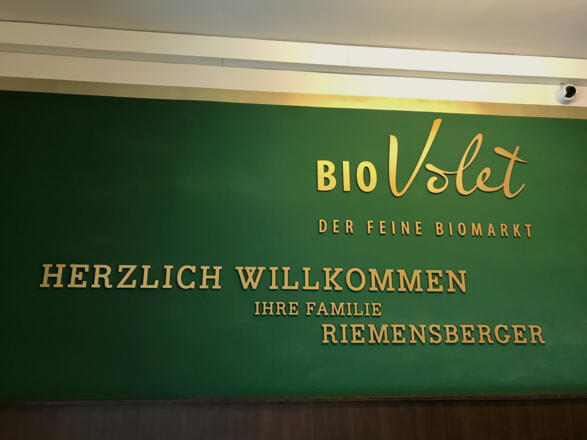 BIO Volet
DER FEINE BIOMARKT
HERZLICH WILLKOMMEN
IHRE FAMILIE
RIEMENSBERGER